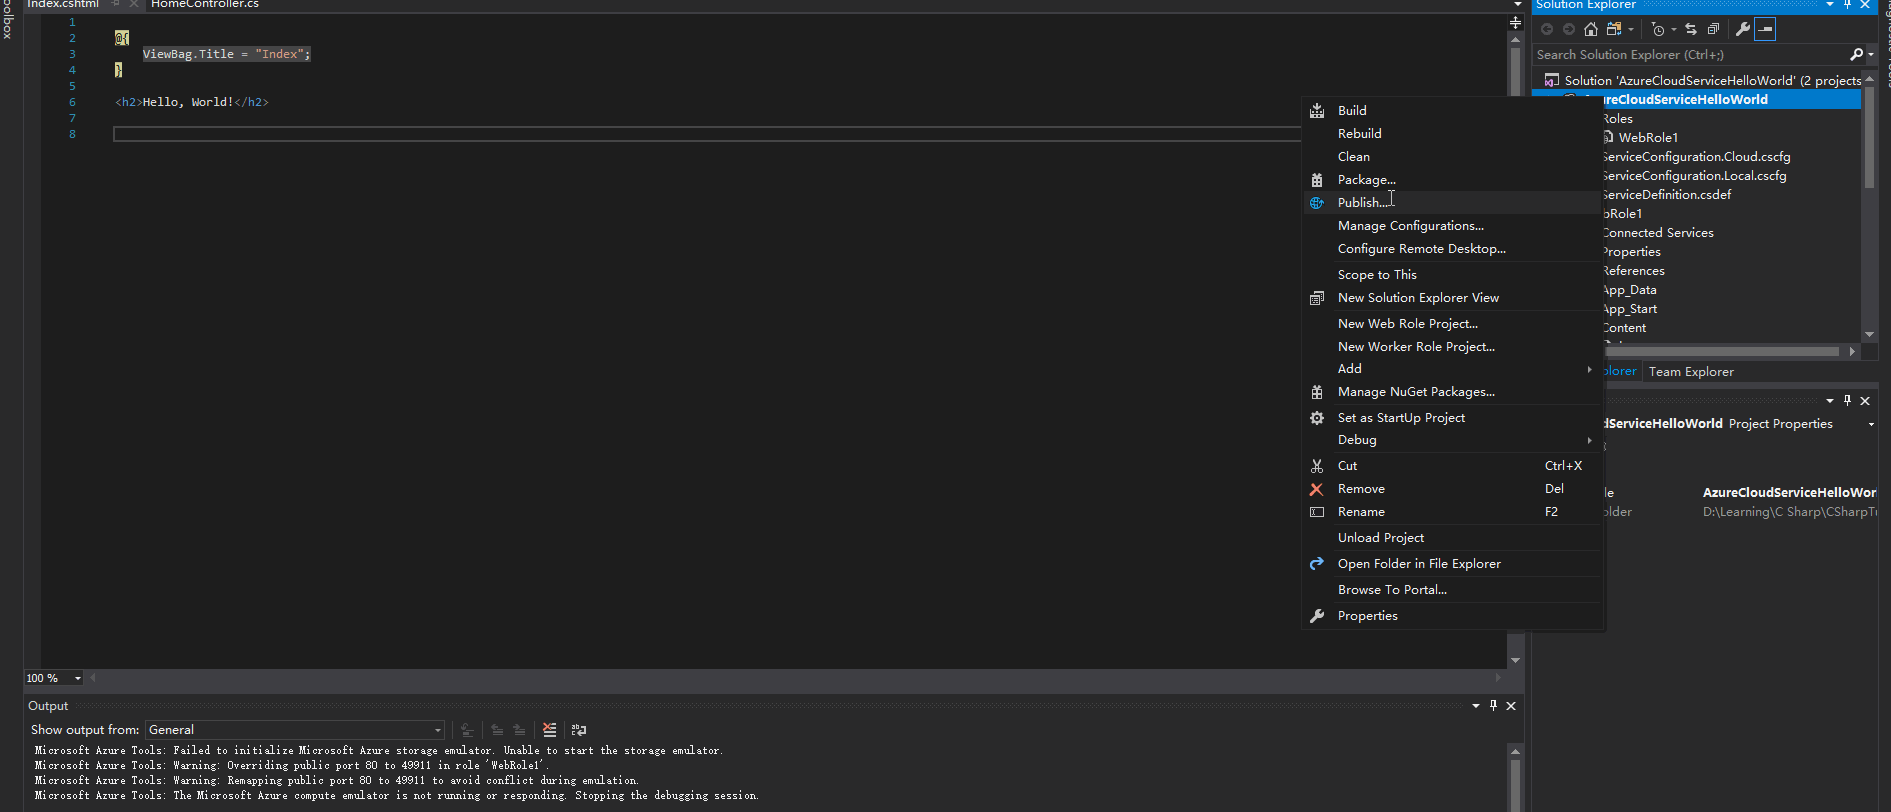 Index.cshtml
HomeController.cs
1
2 @{
3 ViewBag.Title = "Index";
4 }
5
6 <h2>Hello, World!</h2>
7
8
100 %
Output
Show output from: General
Microsoft Azure Tools: Failed to initialize Microsoft Azure storage emulator. Unable to start the storage emulator.
Microsoft Azure Tools: Warning: Overriding public port 80 to 49911 in role 'WebRole1'.
Microsoft Azure Tools: Warning: Remapping public port 80 to 49911 to avoid conflict during emulation.
Microsoft Azure Tools: The Microsoft Azure compute emulator is not running or responding. Stopping the debugging session.
Build
Rebuild
Clean
Package...
Publish...
Manage Configurations...
Configure Remote Desktop...
Scope to This
New Solution Explorer View
New Web Role Project...
New Worker Role Project...
Add
Manage NuGet Packages...
Set as StartUp Project
Debug
Cut Ctrl+X
Remove Del
Rename F2
Unload Project
Open Folder in File Explorer
Browse To Portal...
Properties
Solution Explorer
Search Solution Explorer (Ctrl+;)
Solution 'AzureCloudServiceHelloWorld' (2 projects
ureCloudServiceHelloWorld
Roles
WebRole1
ServiceConfiguration.Cloud.cscfg
ServiceConfiguration.Local.cscfg
ServiceDefinition.csdef
bRole1
Connected Services
Properties
References
App_Data
App_Start
Content
plorer Team Explorer
dServiceHelloWorld Project Properties
le AzureCloudServiceHelloWor
older D:\Learning\C Sharp\CSharpTu